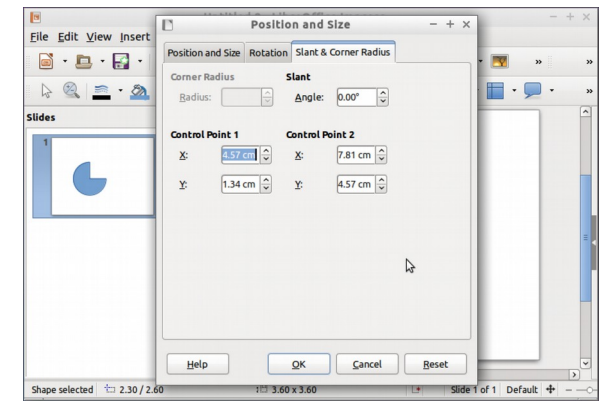 Position and Size
File Edit View Insert
Position and Size Rotation Slant & Corner Radius
Corner Radius Slant
Radius: Angle: 0.00°
Slides
Control Point 1 Control Point 2
1
X: 4.57 cm X: 7.81 cm
Y: 1.34 cm Y: 4.57 cm
Help OK Cancel Reset
Shape selected 2.30 / 2.60 3.60 x 3.60 Slide 1 of 1 Default